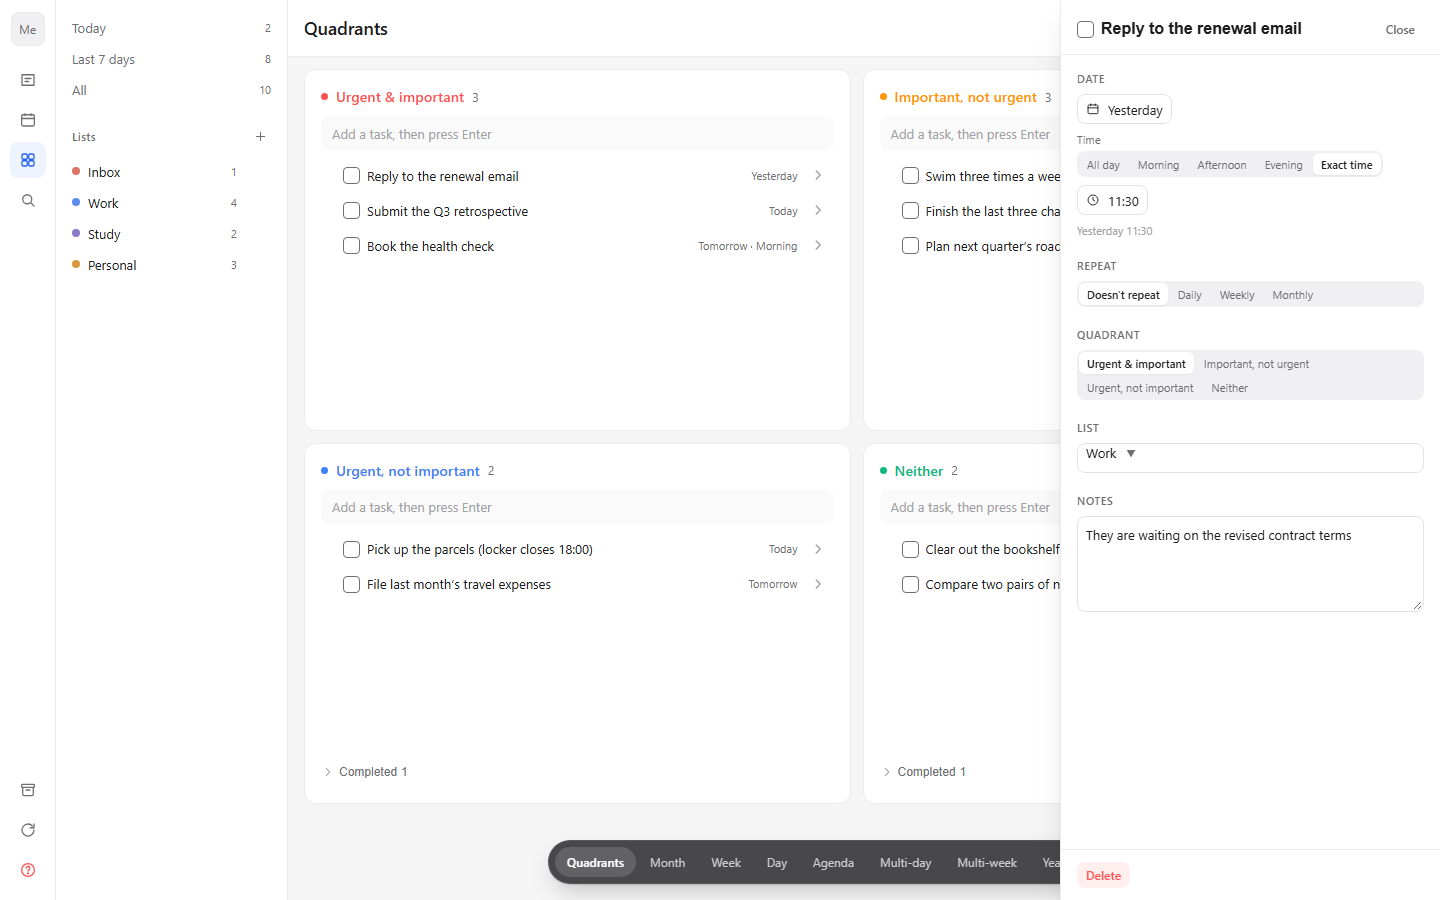 Me
Today 2
Last 7 days 8
All 10
Lists
Inbox 1
Work 4
Study 2
Personal 3
Quadrants
Urgent & important 3
Add a task, then press Enter
Reply to the renewal email Yesterday
Submit the Q3 retrospective Today
Book the health check Tomorrow · Morning
Important, not urgent 3
Add a task, then press Enter
Swim three times a wee
Finish the last three cha
Plan next quarter's road
Urgent, not important 2
Add a task, then press Enter
Pick up the parcels (locker closes 18:00) Today
File last month's travel expenses Tomorrow
Completed 1
Neither 2
Add a task, then press Enter
Clear out the bookshelf
Compare two pairs of n
Completed 1
Quadrants Month Week Day Agenda Multi-day Multi-week Yea
Reply to the renewal email Close
DATE
Yesterday
Time
All day Morning Afternoon Evening Exact time
11:30
Yesterday 11:30
REPEAT
Doesn't repeat Daily Weekly Monthly
QUADRANT
Urgent & important Important, not urgent
Urgent, not important Neither
LIST
Work
NOTES
They are waiting on the revised contract terms
Delete